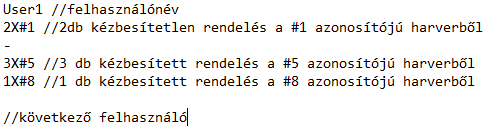 User1 //felhasználónév
2X#1 //2db kézbesítetlen rendelés a #1 azonosítójú harverből
-
3X#5 //3 db kézbesített rendelés a #5 azonosítójú harverből
1X#8 //1 db kézbesített rendelés a #8 azonosítójú harverből
//következő felhasználó